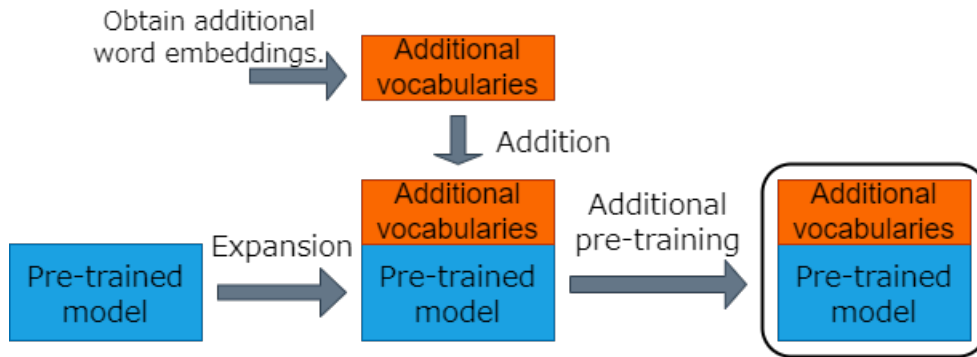 Obtain additional
word embeddings.
Additional
vocabularies
Addition
Additional
vocabularies
Pre-trained
model
Expansion
Pre-trained
model
Additional
pre-training
Additional
vocabularies
Pre-trained
model